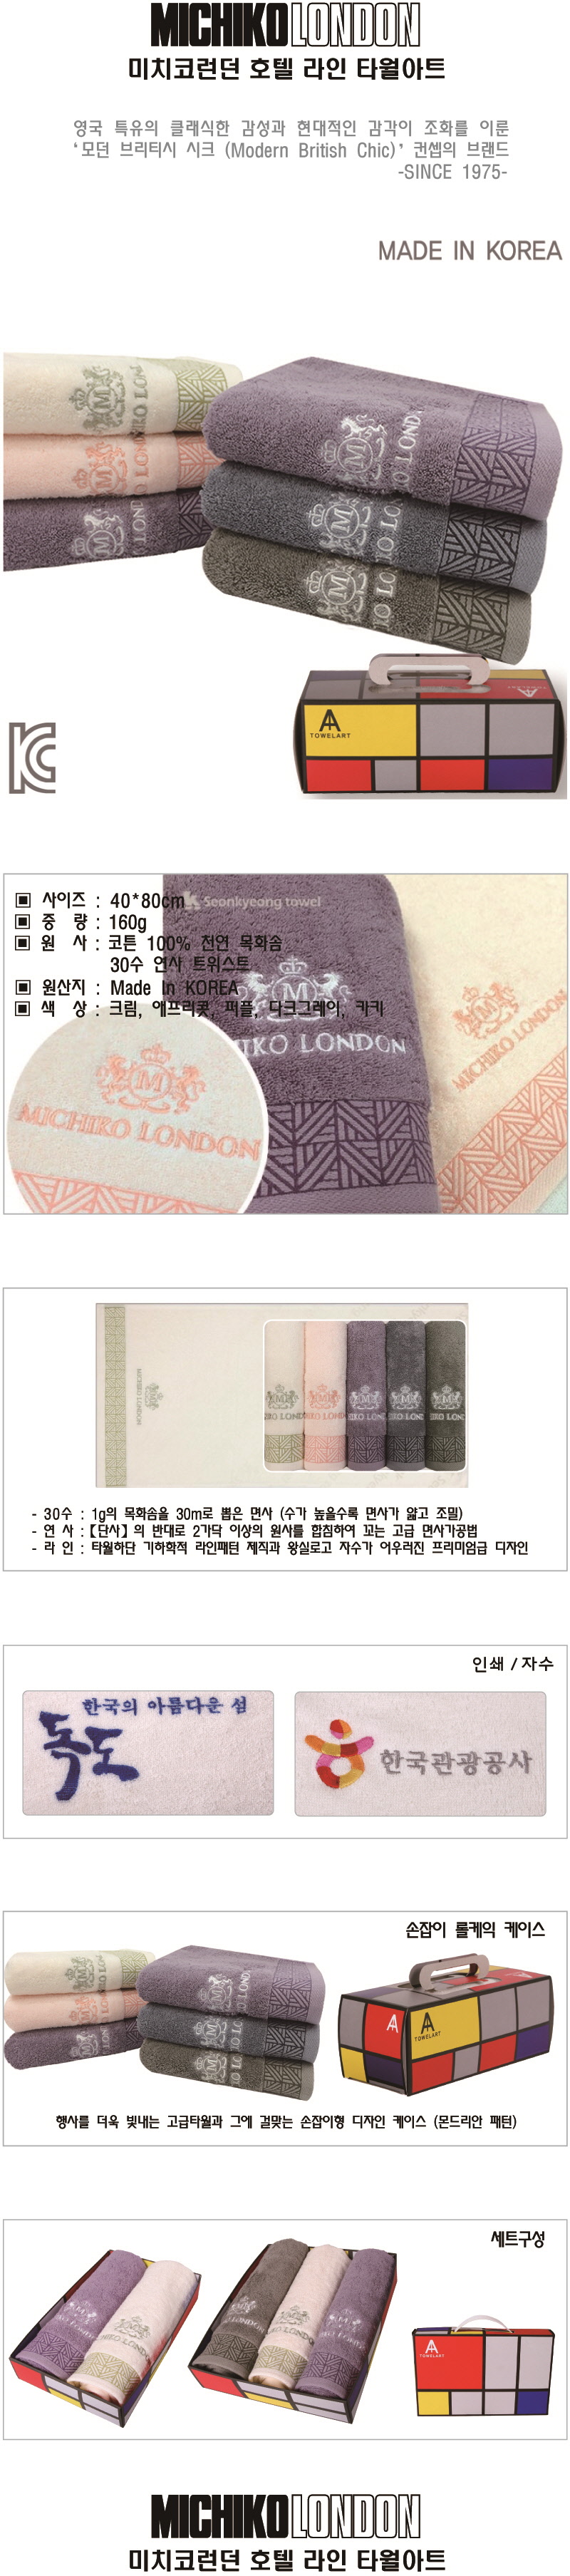 MICHIKO LONDON
미치코런던 호텔 라인 타월아트
영국 특유의 클래식한 감성과 현대적인 감각이 조화를 이룬
‘모던 브리티시 시크 (Modern British Chic)’ 컨셉의 브랜드
-SINCE 1975-
MADE IN KOREA
TOWELART
■ 사이즈 : 40*80cm
Seonkyeong towel
■ 중 량 : 160g
■ 원 사 : 코튼 100% 천연 목화솜
30수 연사 트위스트
■ 원산지 : Made In KOREA
■ 색 상 : 크림, 애프리콧, 퍼플, 다크그레이, 카키
M
MICHIKO LONDON
MICHIKO LONDON
- 30수 : 1g의 목화솜을 30m로 뽑은 면사 (수가 높을수록 면사가 얇고 조밀)
- 연 사 :【단사】의 반대로 2가닥 이상의 원사를 합침하여 꼬는 고급 면사가공법
- 라 인 : 타월하단 기하학적 라인패턴 제직과 왕실로고 자수가 어우러진 프리미엄급 디자인
인쇄 / 자수
한국의 아름다운 섬
독도
한국관광공사
손잡이 롤케익 케이스
TOWELART
행사를 더욱 빛내는 고급타월과 그에 걸맞는 손잡이형 디자인 케이스 (몬드리안 패턴)
세트구성
TOWELART
MICHIKO LONDON
미치코런던 호텔 라인 타월아트